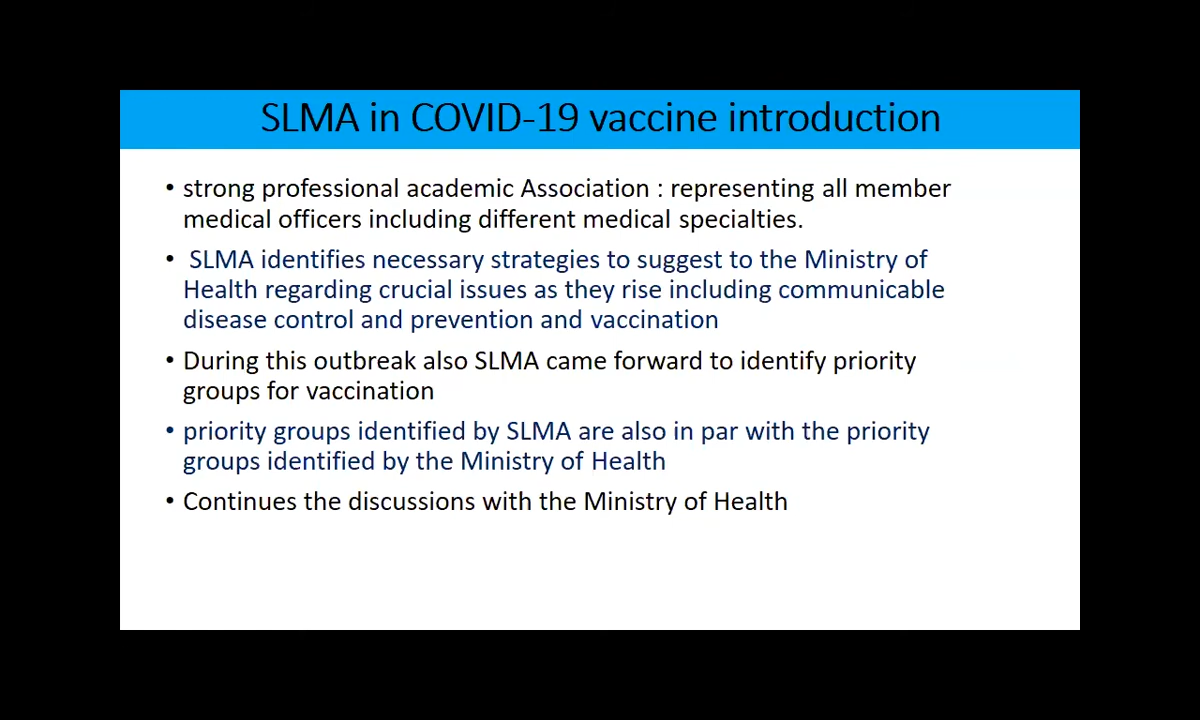 SLMA in COVID-19 vaccine introduction
• strong professional academic Association : representing all member
medical officers including different medical specialties.
• SLMA identifies necessary strategies to suggest to the Ministry of
Health regarding crucial issues as they rise including communicable
disease control and prevention and vaccination
• During this outbreak also SLMA came forward to identify priority
groups for vaccination
• priority groups identified by SLMA are also in par with the priority
groups identified by the Ministry of Health
• Continues the discussions with the Ministry of Health